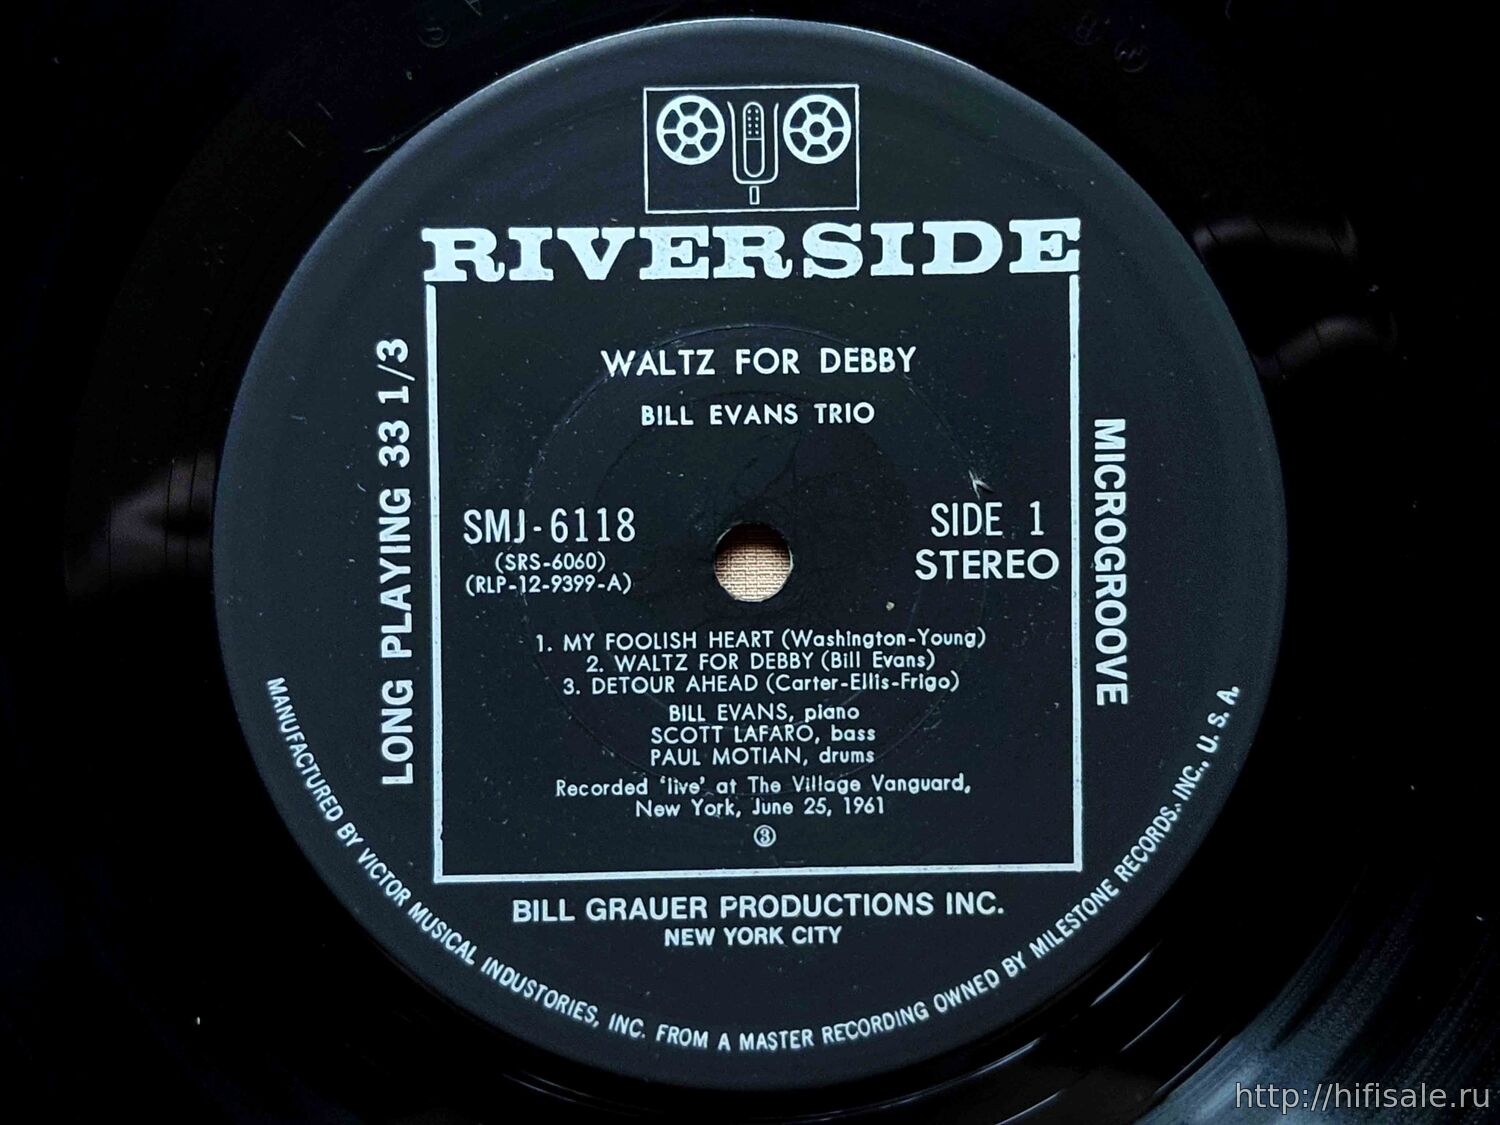 RIVERSIDE
WALTZ FOR DEBBY
BILL EVANS TRIO
LONG PLAYING 33 1/3
MICROGROOVE
SMJ-6118
(SRS-6060)
(RLP-12-9399-A)
SIDE 1
STEREO
1. MY FOOLISH HEART (Washington-Young)
2. WALTZ FOR DEBBY (Bill Evans)
3. DETOUR AHEAD (Carter-Ellis-Frigo)
BILL EVANS, piano
SCOTT LAFARO, bass
PAUL MOTIAN, drums
Recorded 'live' at The Village Vanguard,
New York, June 25, 1961
③
BILL GRAUER PRODUCTIONS INC.
NEW YORK CITY
MANUFACTURED BY VICTOR MUSICAL INDUSTORIES, INC. FROM A MASTER RECORDING OWNED BY MILESTONE RECORDS. INC., U. S. A.
http://hifisale.ru